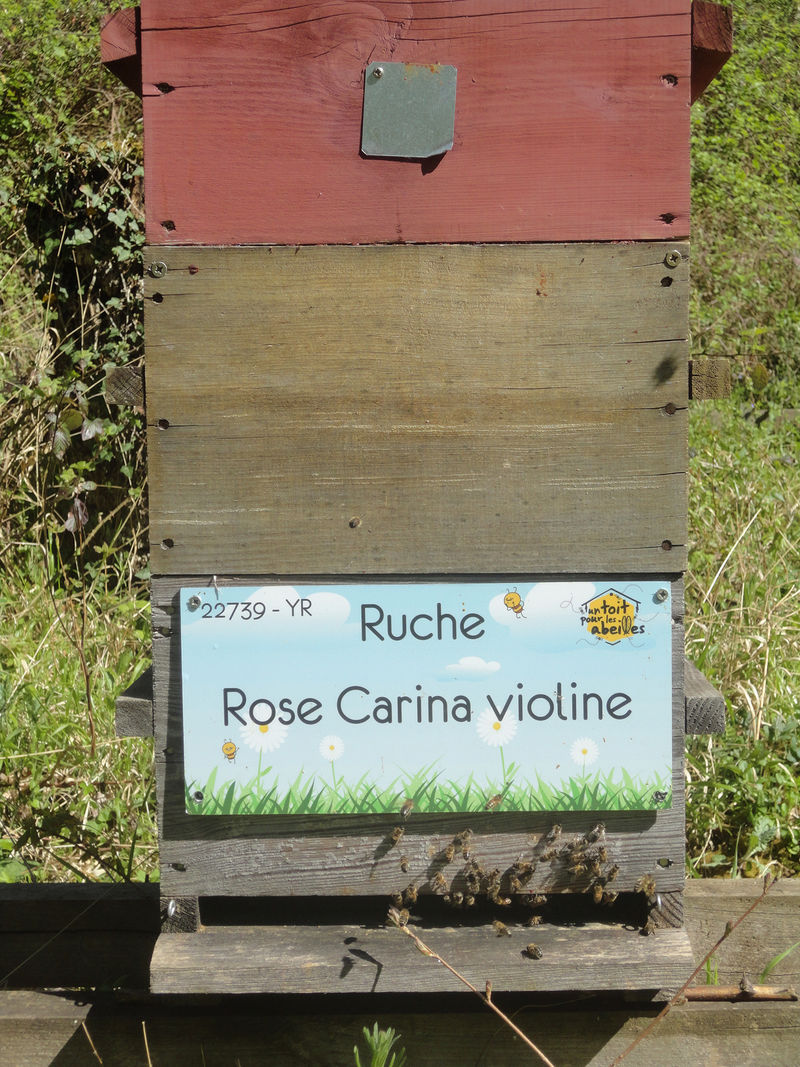 22739 - YR
Ruche
un toit
pour les
abeilles
Rose Carina violine